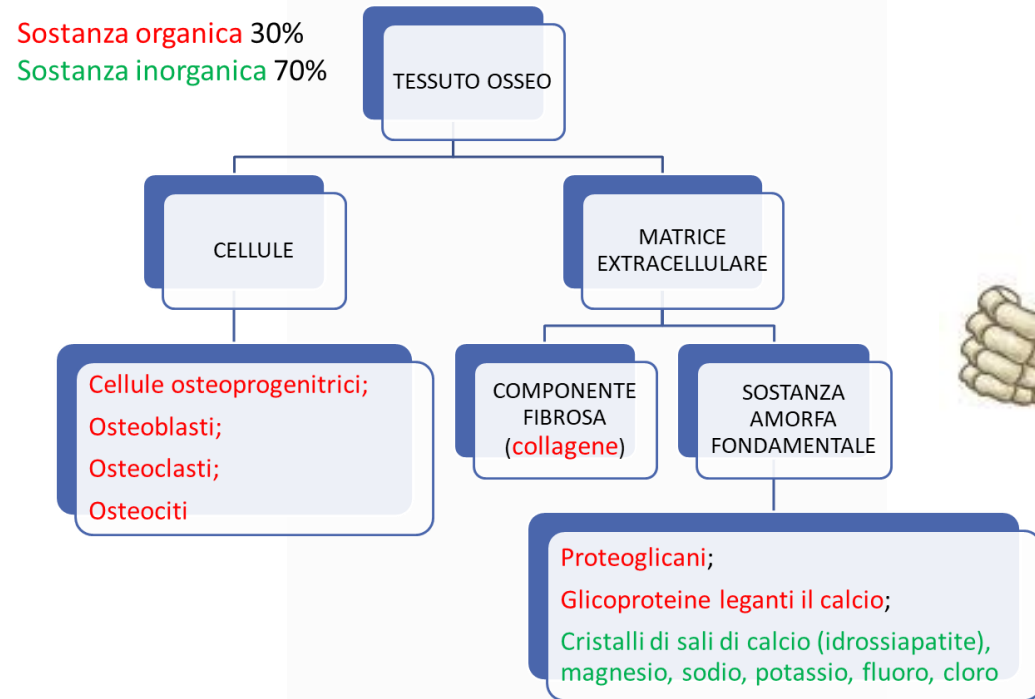 Sostanza organica 30%
Sostanza inorganica 70%
TESSUTO OSSEO
CELLULE
MATRICE
EXTRACELLULARE
Cellule osteoprogenitrici;
Osteoblasti;
Osteoclasti;
Osteociti
COMPONENTE
FIBROSA
(collagene)
SOSTANZA
AMORFA
FONDAMENTALE
Proteoglicani;
Glicoproteine leganti il calcio;
Cristalli di sali di calcio (idrossiapatite),
magnesio, sodio, potassio, fluoro, cloro